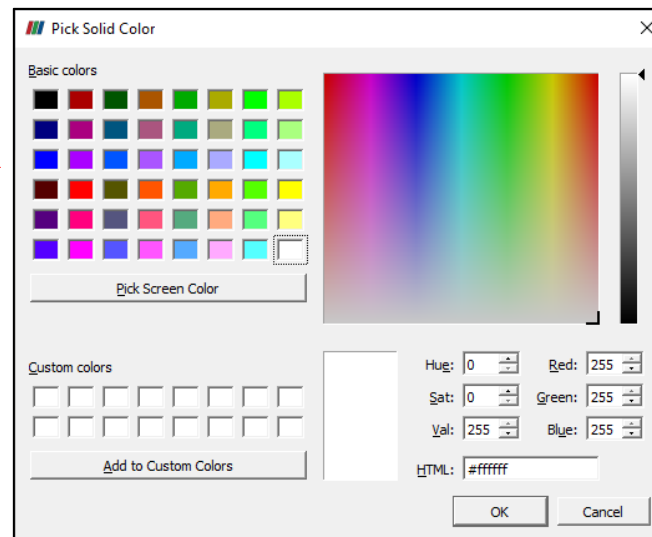 Pick Solid Color
Basic colors
Pick Screen Color
Custom colors
Add to Custom Colors
Hue: 0 Red: 255
Sat: 0 Green: 255
Val: 255 Blue: 255
HTML: #ffffff
OK Cancel